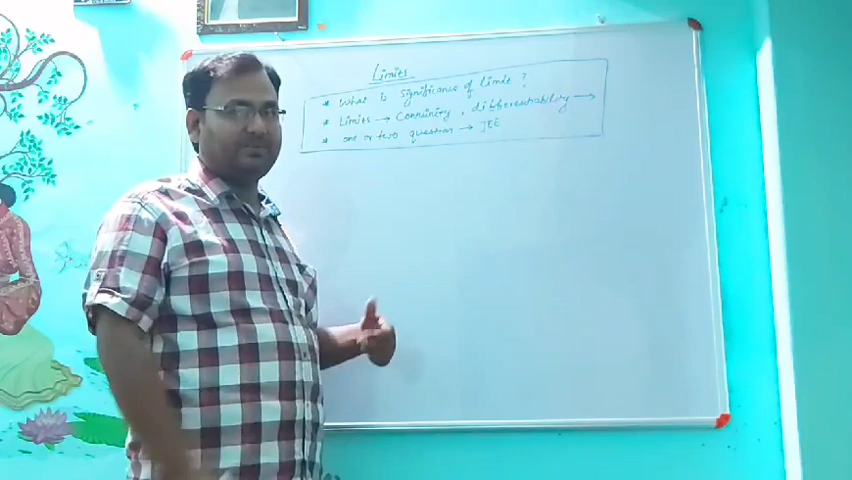 Limits
* What is significance of limit ?
* Limits → Continuity , differentiability →
* one or two question → JEE